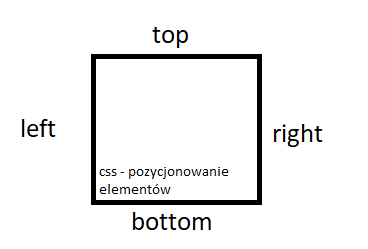 top
left
right
css - pozycjonowanie
elementów
bottom